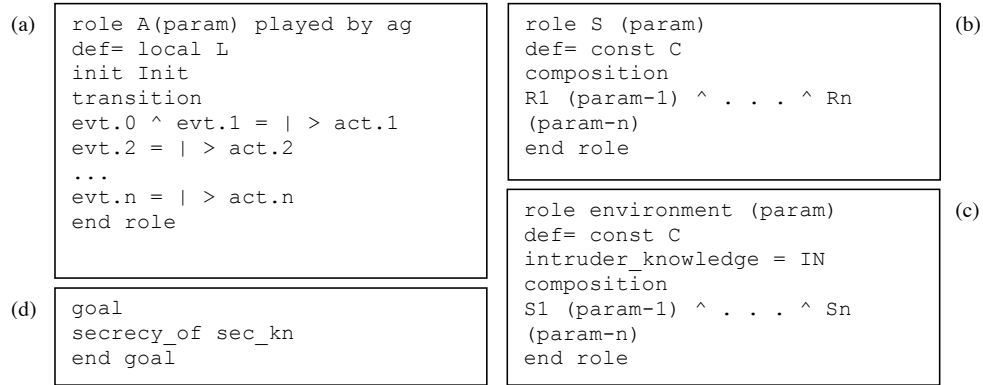 (a)
role A(param) played by ag
def= local L
init Init
transition
evt.0 ^ evt.1 = | > act.1
evt.2 = | > act.2
...
evt.n = | > act.n
end role
(b)
role S (param)
def= const C
composition
R1 (param-1) ^ . . . ^ Rn
(param-n)
end role
(c)
role environment (param)
def= const C
intruder_knowledge = IN
composition
S1 (param-1) ^ . . . ^ Sn
(param-n)
end role
(d)
goal
secrecy_of sec_kn
end goal